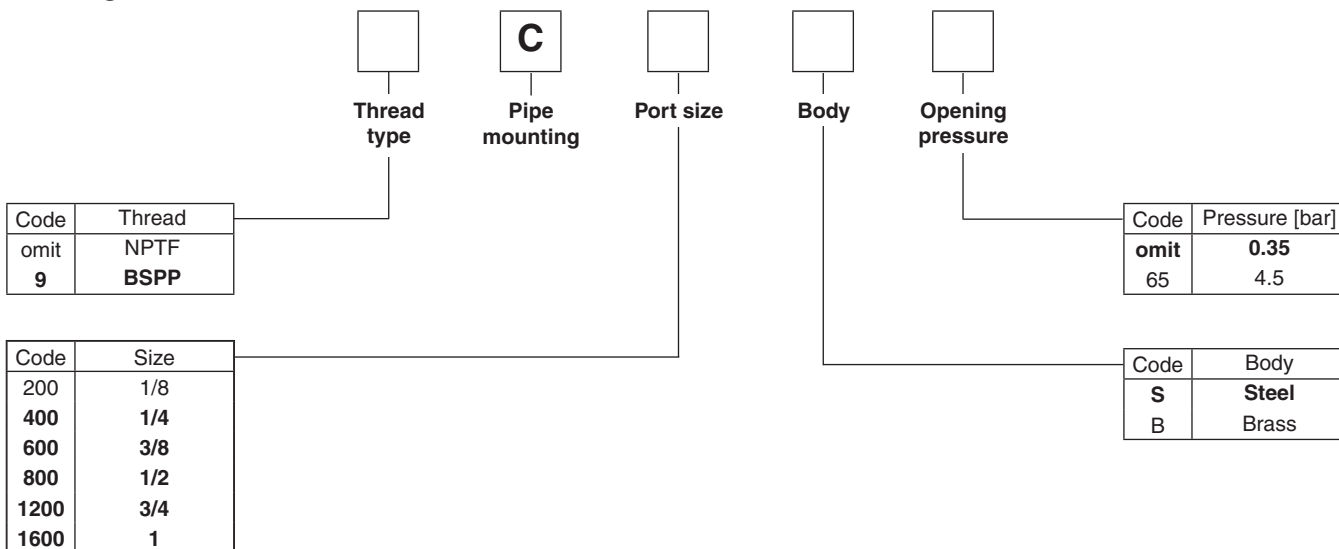 C
Thread type
Pipe mounting
Port size
Body
Opening pressure
Code Thread
omit NPTF
9 BSPP
Code Pressure [bar]
omit 0.35
65 4.5
Code Size
200 1/8
400 1/4
600 3/8
800 1/2
1200 3/4
1600 1
Code Body
S Steel
B Brass